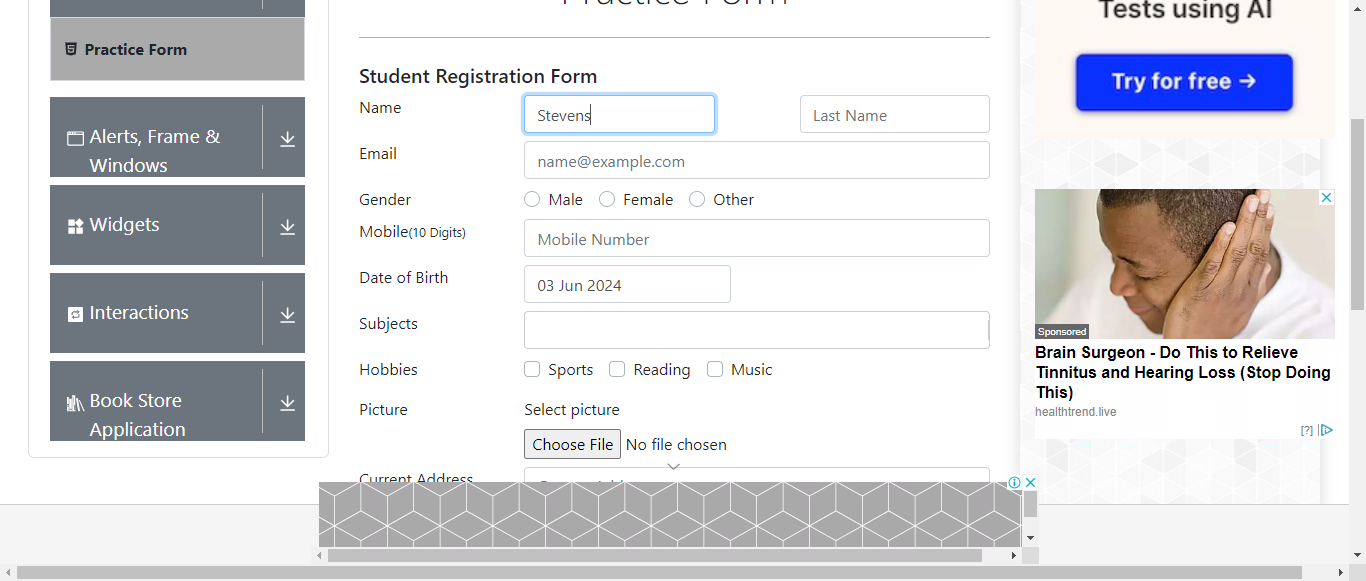 Practice Form
Practice Form
Alerts, Frame &
Windows
Widgets
Interactions
Book Store
Application
Student Registration Form
Name
Stevens
Last Name
Email
name@example.com
Gender
Male
Female
Other
Mobile(10 Digits)
Mobile Number
Date of Birth
03 Jun 2024
Subjects
Hobbies
Sports
Reading
Music
Picture
Select picture
Choose File No file chosen
Current Address
Tests using AI
Try for free →
Sponsored
Brain Surgeon - Do This to Relieve
Tinnitus and Hearing Loss (Stop Doing
This)
healthtrend.live
[?]